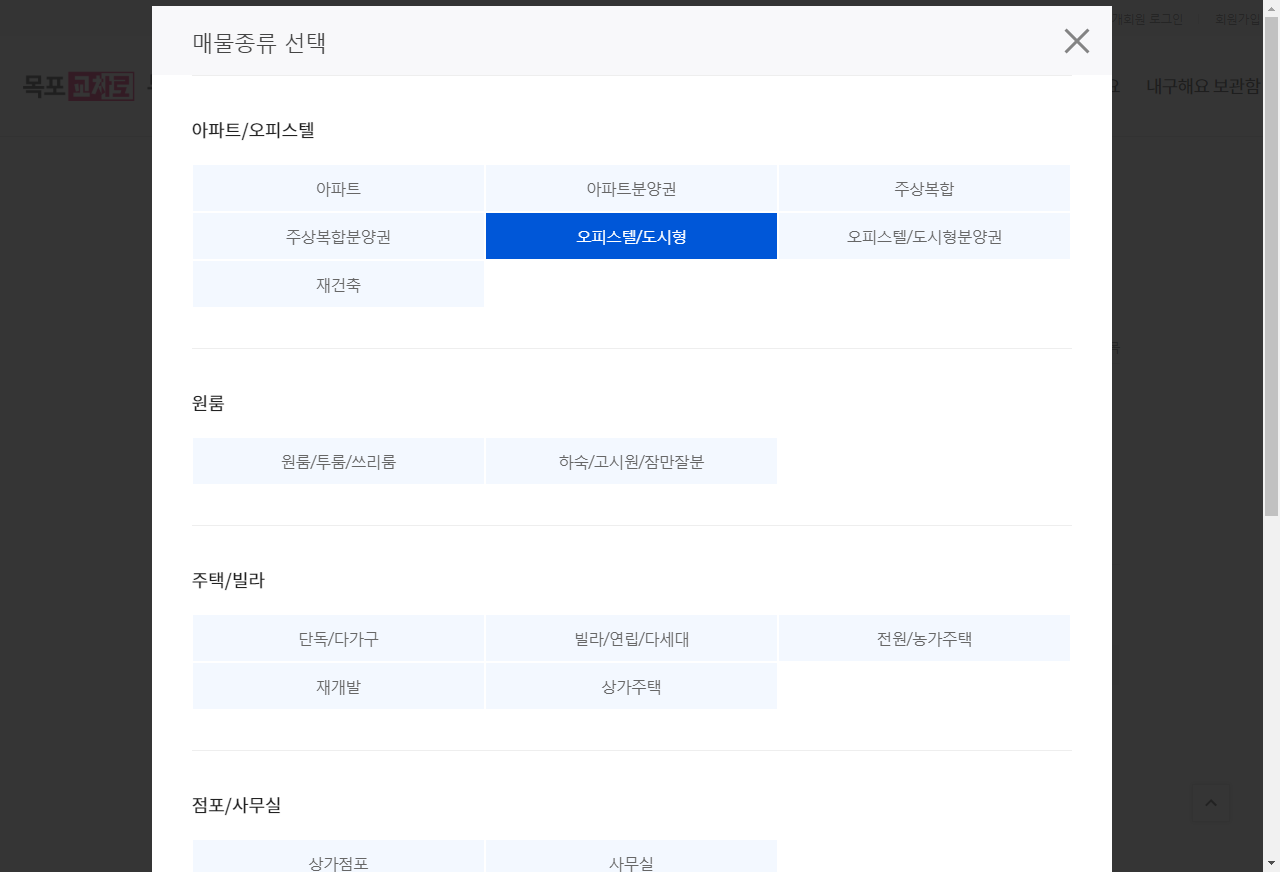 개회원 로그인 회원가입
매물종류 선택
목포 교차로
내구해요 보관함
아파트/오피스텔
아파트 아파트분양권 주상복합
주상복합분양권 오피스텔/도시형 오피스텔/도시형분양권
재건축
원룸
원룸/투룸/쓰리룸 하숙/고시원/잠만잘분
주택/빌라
단독/다가구 빌라/연립/다세대 전원/농가주택
재개발 상가주택
점포/사무실
상가점포 사무실